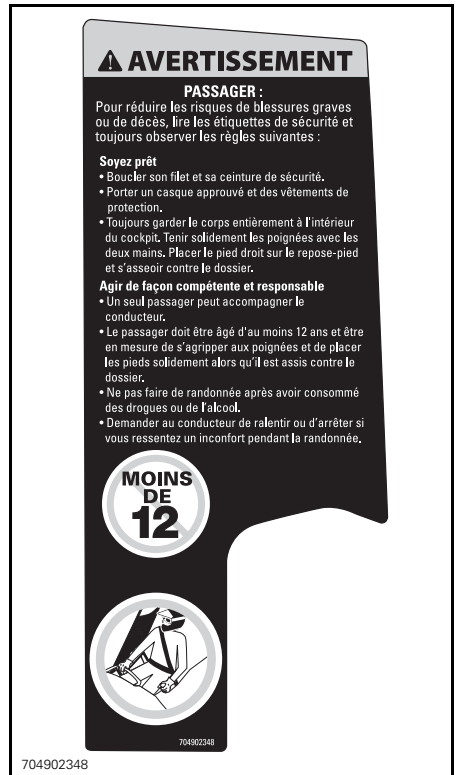 AVERTISSEMENT
PASSAGER :
Pour réduire les risques de blessures graves
ou de décès, lire les étiquettes de sécurité et
toujours observer les règles suivantes :
Soyez prêt
• Boucler son filet et sa ceinture de sécurité.
• Porter un casque approuvé et des vêtements de
protection.
• Toujours garder le corps entièrement à l'intérieur
du cockpit. Tenir solidement les poignées avec les
deux mains. Placer le pied droit sur le repose-pied
et s'asseoir contre le dossier.
Agir de façon compétente et responsable
• Un seul passager peut accompagner le
conducteur.
• Le passager doit être âgé d'au moins 12 ans et être
en mesure de s'agripper aux poignées et de placer
les pieds solidement alors qu'il est assis contre le
dossier.
• Ne pas faire de randonnée après avoir consommé
des drogues ou de l'alcool.
• Demander au conducteur de ralentir ou d'arrêter si
vous ressentez un inconfort pendant la randonnée.
MOINS
DE
12
704902348
704902348